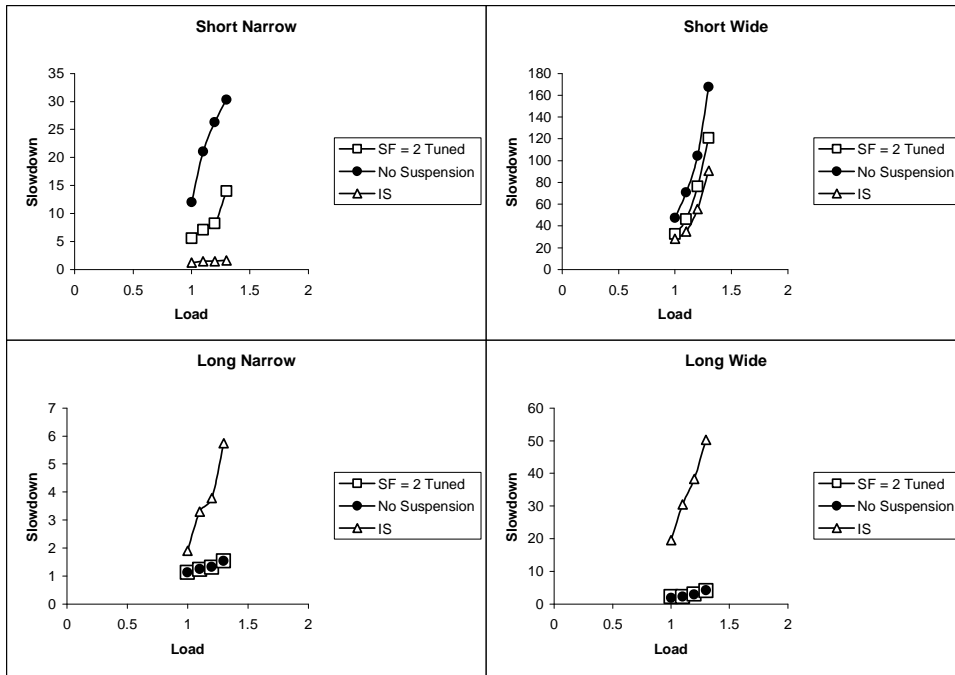 Short Narrow
35
30
25
20
15
10
5
0
Slowdown
0 0.5 1 1.5 2
Load
SF = 2 Tuned
No Suspension
IS
Short Wide
180
160
140
120
100
80
60
40
20
0
Slowdown
0 0.5 1 1.5 2
Load
SF = 2 Tuned
No Suspension
IS
Long Narrow
7
6
5
4
3
2
1
0
Slowdown
0 0.5 1 1.5 2
Load
SF = 2 Tuned
No Suspension
IS
Long Wide
60
50
40
30
20
10
0
Slowdown
0 0.5 1 1.5 2
Load
SF = 2 Tuned
No Suspension
IS